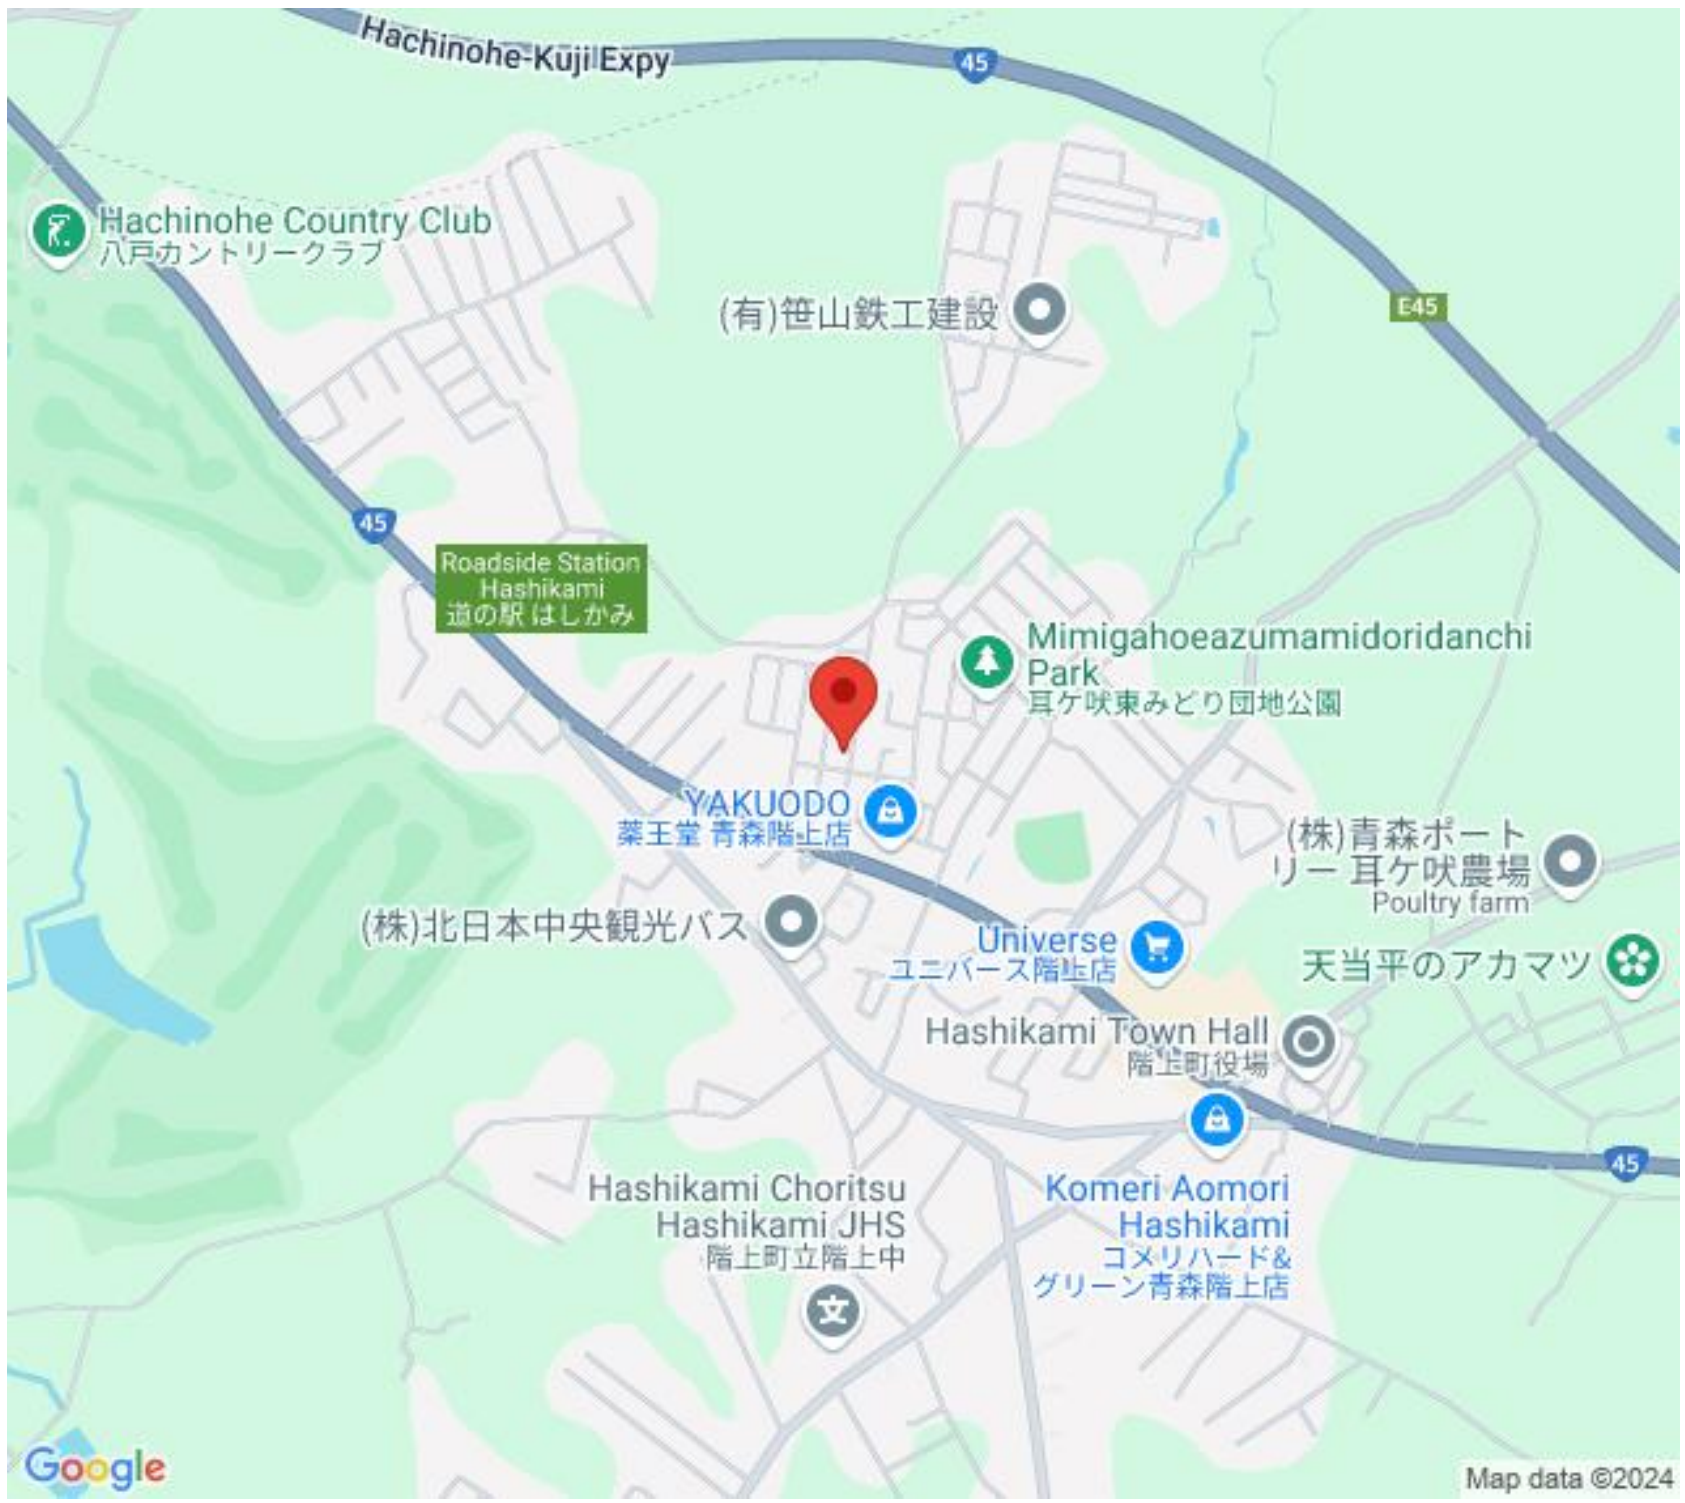 Hachinohe-Kuji Expy
45
Hachinohe Country Club
八戸カントリークラブ
(有)笹山鉄工建設
E45
45
Roadside Station
Hashikami
道の駅 はしかみ
Mimigahoeazumamidoridanchi
Park
耳ケ吠東みどり団地公園
YAKUODO
薬王堂 青森階上店
(株)青森ポート
リー 耳ケ吠農場
Poultry farm
(株)北日本中央観光バス
Universe
ユニバース階上店
天当平のアカマツ
Hashikami Town Hall
階上町役場
45
Hashikami Choritsu
Hashikami JHS
階上町立階上中
文
Komeri Aomori
Hashikami
コメリハード&
グリーン青森階上店
Google
Map data ©2024